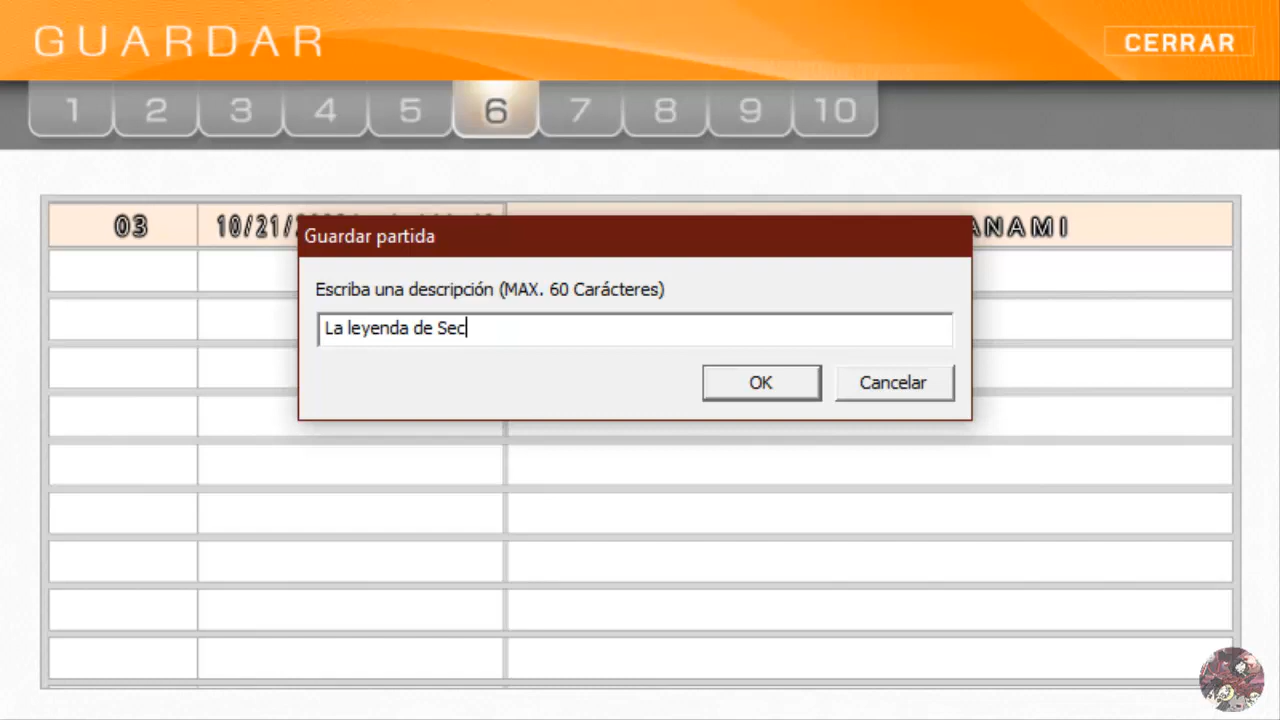 GUARDAR
CERRAR
1 2 3 4 5 6 7 8 9 10
03 10/21/
Guardar partida
Escriba una descripción (MAX. 60 Carácteres)
La leyenda de Sec
OK Cancelar